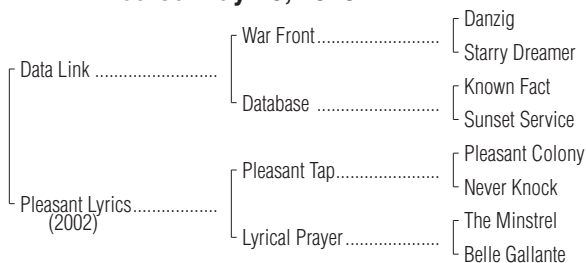 Danzig
War Front
Starry Dreamer
Data Link
Known Fact
Database
Sunset Service
Pleasant Colony
Pleasant Tap
Never Knock
Pleasant Lyrics
(2002)
The Minstrel
Lyrical Prayer
Belle Gallante